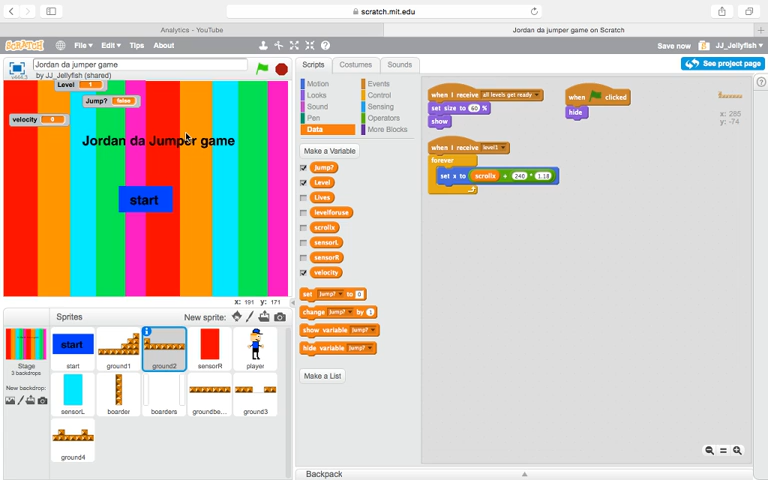 scratch.mit.edu
Analytics - YouTube
Jordan da jumper game on Scratch
SCRATCH
File
Edit
Tips
About
Save now
JJ_Jellyfish
Jordan da jumper game
by JJ_Jellyfish (shared)
Scripts
Costumes
Sounds
See project page
Level 1
Jump? false
velocity 0
Jordan da Jumper game
start
x: 191 y: 171
Motion
Looks
Sound
Pen
Data
Events
Control
Sensing
Operators
More Blocks
Make a Variable
Jump?
Level
Lives
levelforuse
scrollx
sensorL
sensorR
velocity
set Jump? to 0
change Jump? by 1
show variable Jump?
hide variable Jump?
Make a List
when I receive all levels get ready
set size to 60 %
show
when I receive level1
forever
set x to scrollx + 240 * 1.18
when clicked
hide
x: 285
y: -74
Sprites
New sprite:
Stage
3 backdrops
New backdrop:
start
start
ground1
ground2
sensorR
player
sensorL
boarder
boarders
groundbe...
ground3
ground4
Backpack